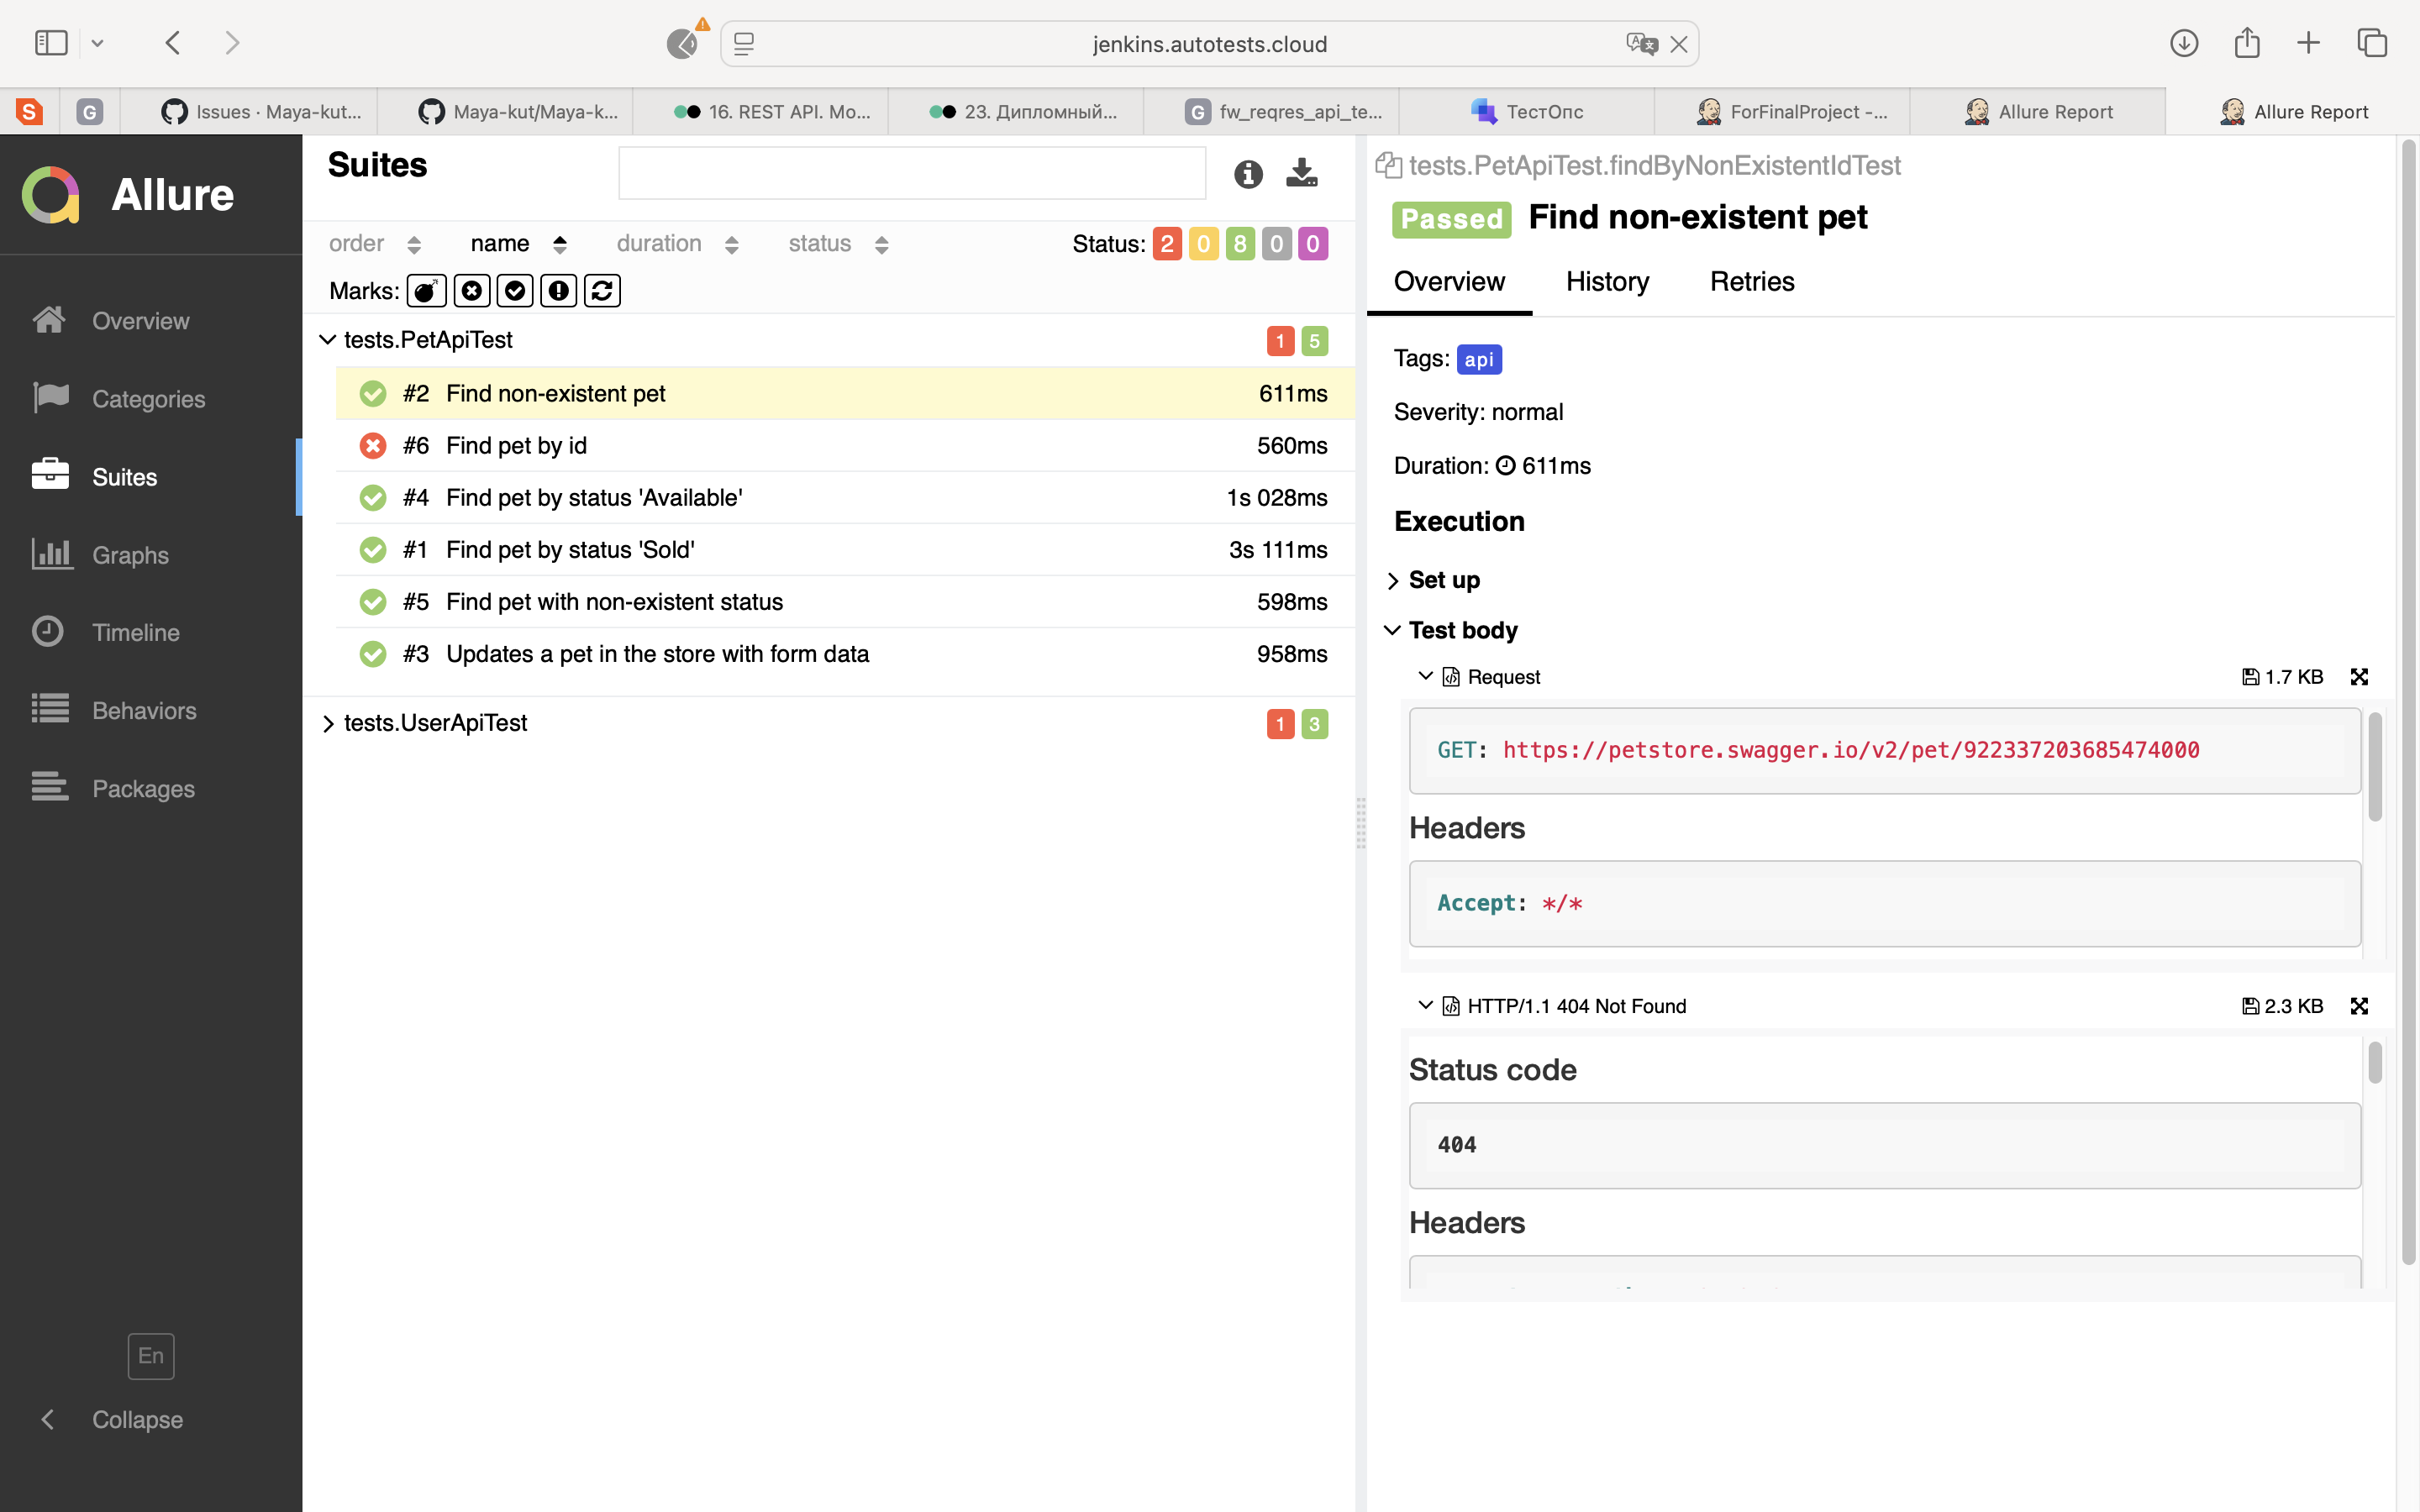 jenkins.autotests.cloud
S
G
Issues · Maya-kut...
Maya-kut/Maya-k...
16. REST API. Mo...
23. Дипломный...
G fw_reqres_api_te...
ТестОпс
ForFinalProject -...
Allure Report
Allure Report
Allure
Overview
Categories
Suites
Graphs
Timeline
Behaviors
Packages
En
Collapse
Suites
order name duration status Status: 2 0 8 0 0
Marks:
tests.PetApiTest 1 5
#2 Find non-existent pet 611ms
#6 Find pet by id 560ms
#4 Find pet by status 'Available' 1s 028ms
#1 Find pet by status 'Sold' 3s 111ms
#5 Find pet with non-existent status 598ms
#3 Updates a pet in the store with form data 958ms
tests.UserApiTest 1 3
tests.PetApiTest.findByNonExistentIdTest
Passed Find non-existent pet
Overview History Retries
Tags: api
Severity: normal
Duration: 611ms
Execution
Set up
Test body
Request 1.7 KB
GET: https://petstore.swagger.io/v2/pet/922337203685474000
Headers
Accept: */*
HTTP/1.1 404 Not Found 2.3 KB
Status code
404
Headers